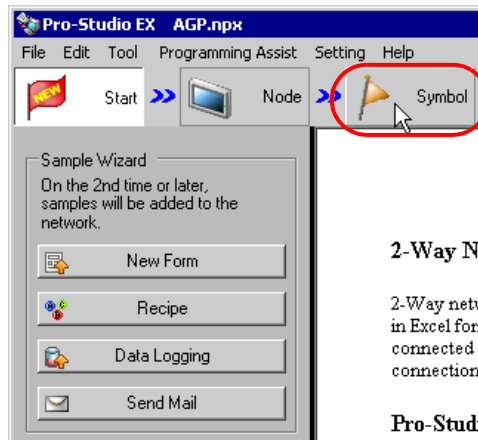 Pro-Studio EX AGP.npx
File Edit Tool Programming Assist Setting Help
NEW Start Node Symbol
Sample Wizard
On the 2nd time or later,
samples will be added to the
network.
New Form
Recipe
Data Logging
Send Mail
2-Way N
2-Way netw
in Excel for
connected
connection
Pro-Studi